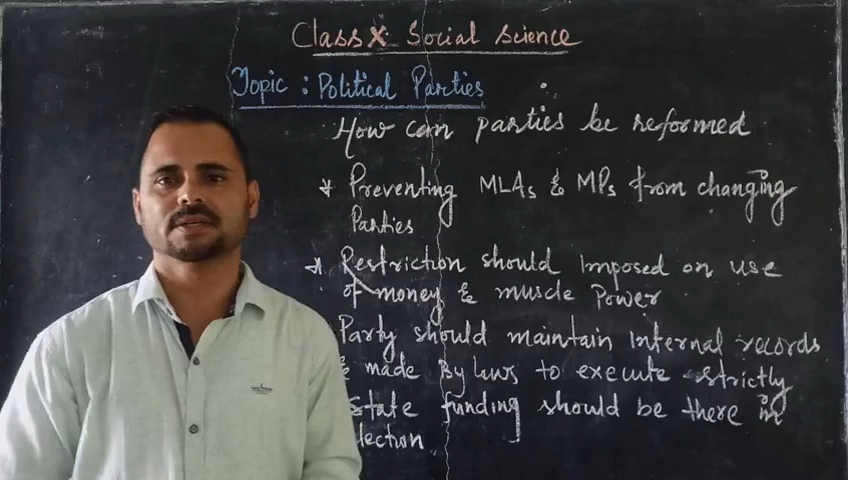 Class X Social Science
Topic : Political Parties
How can parties be reformed
* Preventing MLAs & MPs from changing
Parties
* Restriction should imposed on use
of money & muscle Power
Party should maintain internal records
& made By laws to execute strictly
State funding should be there in
election